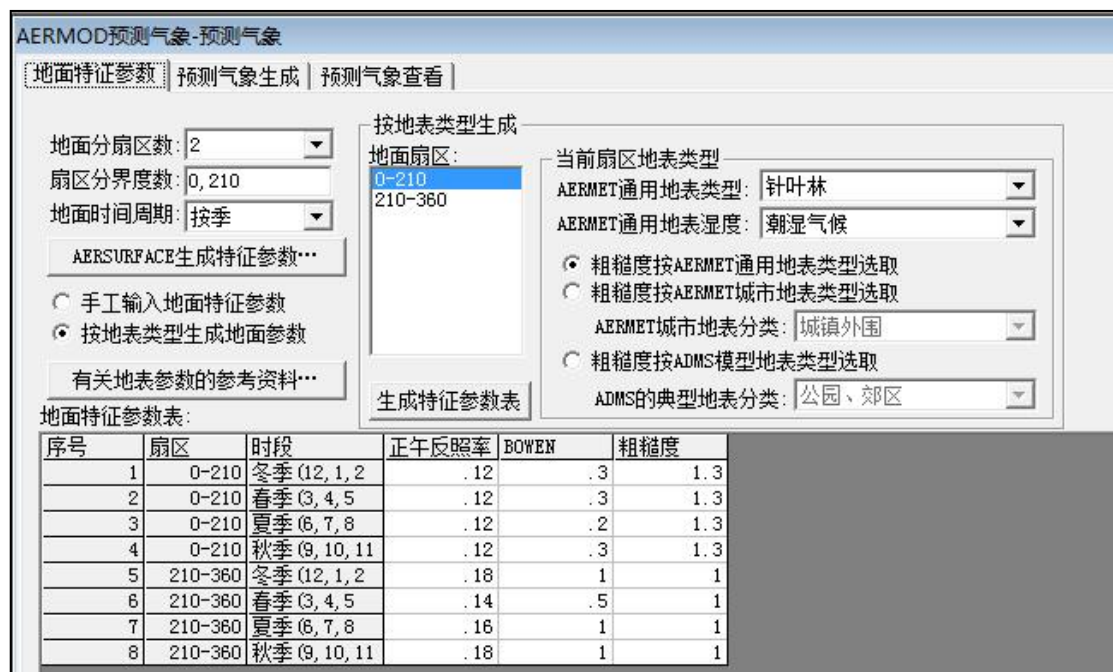 AERMOD预测气象-预测气象
地面特征参数 预测气象生成 预测气象查看
地面分扇区数: 2
扇区分界度数: 0,210
地面时间周期: 按季
AERSURFACE生成特征参数…
手工输入地面特征参数
按地表类型生成地面参数
有关地表参数的参考资料…
按地表类型生成
地面扇区:
0-210
210-360
生成特征参数表
当前扇区地表类型
AERMET通用地表类型: 针叶林
AERMET通用地表湿度: 潮湿气候
粗糙度按AERMET通用地表类型选取
粗糙度按AERMET城市地表类型选取
AERMET城市地表分类: 城镇外围
粗糙度按ADMS模型地表类型选取
ADMS的典型地表分类: 公园、郊区
地面特征参数表:
序号 扇区 时段 正午反照率 BOWEN 粗糙度
1 0-210 冬季(12,1,2 .12 .3 1.3
2 0-210 春季(3,4,5 .12 .3 1.3
3 0-210 夏季(6,7,8 .12 .2 1.3
4 0-210 秋季(9,10,11 .12 .3 1.3
5 210-360 冬季(12,1,2 .18 1 1
6 210-360 春季(3,4,5 .14 .5 1
7 210-360 夏季(6,7,8 .16 1 1
8 210-360 秋季(9,10,11 .18 1 1